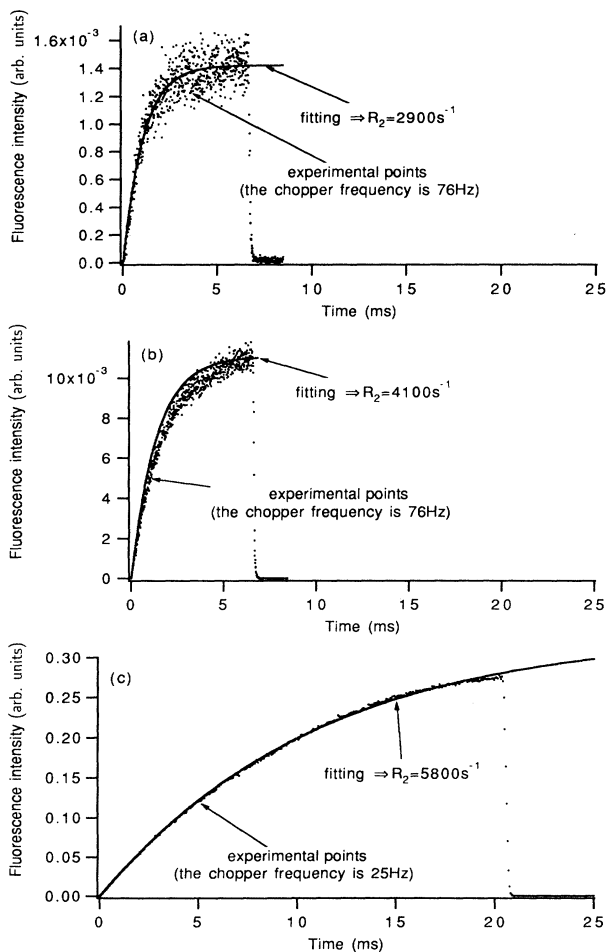 (a)
Fluorescence intensity (arb. units)
1.6x10⁻³
1.4
1.2
1.0
0.8
0.6
0.4
0.2
0.0
fitting ⇒R₂=2900s⁻¹
experimental points
(the chopper frequency is 76Hz)
0 5 10 15 20 25
Time (ms)
(b)
Fluorescence intensity (arb. units)
10x10⁻³
8
6
4
2
0
fitting ⇒R₂=4100s⁻¹
experimental points
(the chopper frequency is 76Hz)
0 5 10 15 20 25
Time (ms)
(c)
Fluorescence intensity (arb. units)
0.30
0.25
0.20
0.15
0.10
0.05
0.00
fitting ⇒R₂=5800s⁻¹
experimental points
(the chopper frequency is 25Hz)
0 5 10 15 20 25
Time (ms)